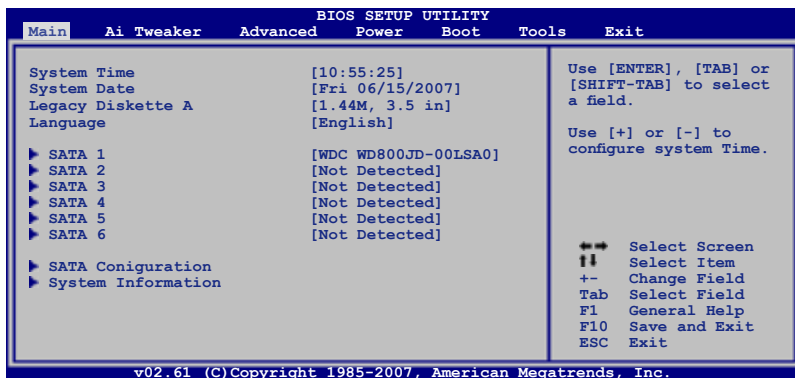 BIOS SETUP UTILITY
Main Ai Tweaker Advanced Power Boot Tools Exit
System Time [10:55:25]
System Date [Fri 06/15/2007]
Legacy Diskette A [1.44M, 3.5 in]
Language [English]
SATA 1 [WDC WD800JD-00LSA0]
SATA 2 [Not Detected]
SATA 3 [Not Detected]
SATA 4 [Not Detected]
SATA 5 [Not Detected]
SATA 6 [Not Detected]
SATA Coniguration
System Information
Use [ENTER], [TAB] or
[SHIFT-TAB] to select
a field.
Use [+] or [-] to
configure system Time.
Select Screen
Select Item
+- Change Field
Tab Select Field
F1 General Help
F10 Save and Exit
ESC Exit
v02.61 (C)Copyright 1985-2007, American Megatrends, Inc.